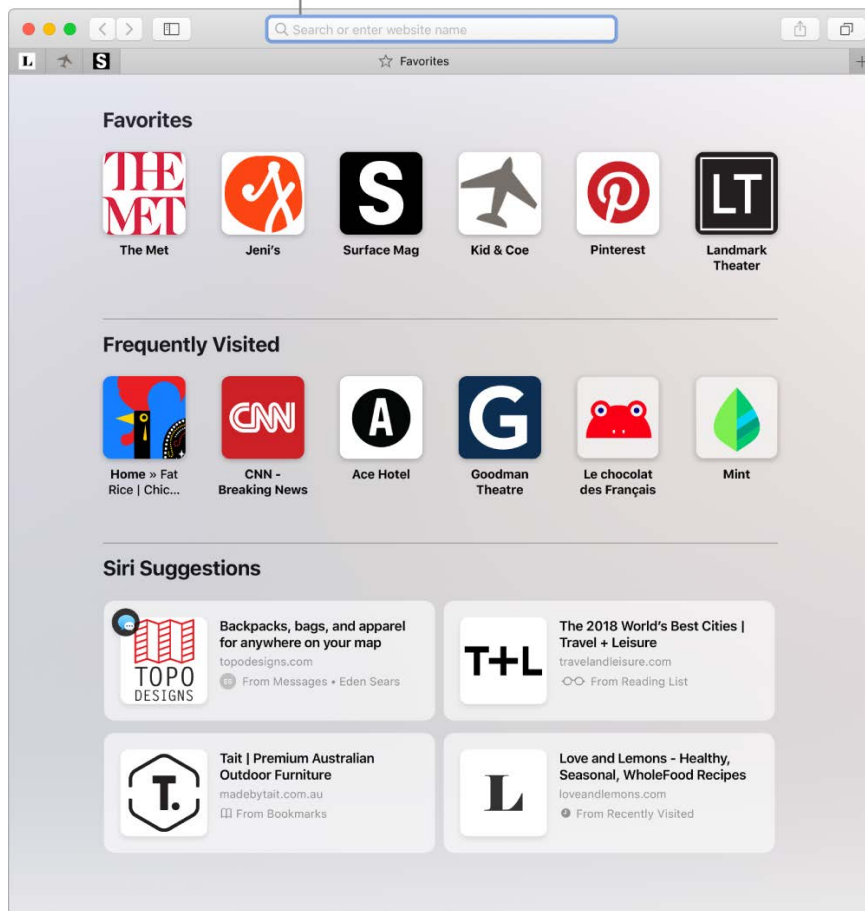 Search or enter website name
L
S
Favorites
Favorites
THE
MET
S
LT
The Met
Jeni's
Surface Mag
Kid & Coe
Pinterest
Landmark
Theater
Frequently Visited
CNN
A
G
Home » Fat
Rice | Chic...
CNN -
Breaking News
Ace Hotel
Goodman
Theatre
Le chocolat
des Français
Mint
Siri Suggestions
TOPO
DESIGNS
Backpacks, bags, and apparel
for anywhere on your map
topodesigns.com
ES From Messages • Eden Sears
T+L
The 2018 World's Best Cities |
Travel + Leisure
travelandleisure.com
From Reading List
T.
Tait | Premium Australian
Outdoor Furniture
madebytait.com.au
From Bookmarks
L
Love and Lemons - Healthy,
Seasonal, WholeFood Recipes
loveandlemons.com
From Recently Visited